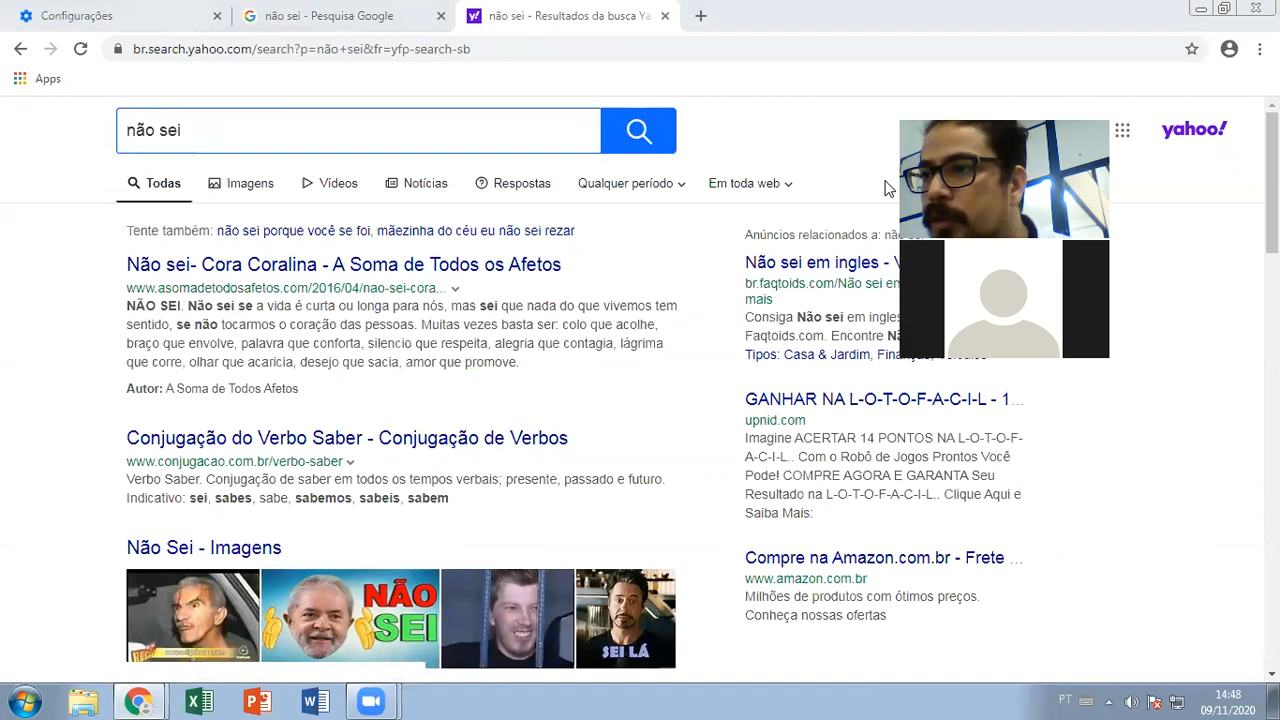 Configurações
não sei - Pesquisa Google
não sei - Resultados da busca Ya
br.search.yahoo.com/search?p=não+sei&fr=yfp-search-sb
Apps
não sei
yahoo!
Todas Imagens Vídeos Notícias Respostas Qualquer período Em toda web
Tente também: não sei porque você se foi, mãezinha do céu eu não sei rezar
Não sei- Cora Coralina - A Soma de Todos os Afetos
www.asomadetodosafetos.com/2016/04/nao-sei-cora...
NÃO SEI. Não sei se a vida é curta ou longa para nós, mas sei que nada do que vivemos tem
sentido, se não tocarmos o coração das pessoas. Muitas vezes basta ser: colo que acolhe,
braço que envolve, palavra que conforta, silencio que respeita, alegria que contagia, lágrima
que corre, olhar que acaricia, desejo que sacia, amor que promove.
Autor: A Soma de Todos Afetos
Conjugação do Verbo Saber - Conjugação de Verbos
www.conjugacao.com.br/verbo-saber
Verbo Saber. Conjugação de saber em todos os tempos verbais; presente, passado e futuro.
Indicativo: sei, sabes, sabe, sabemos, sabeis, sabem
Não Sei - Imagens
NÃO
SEI
SEI LÁ
Anúncios relacionados a:
Não sei em ingles -
br.faqtoids.com/Não sei em
mais
Consiga Não sei em ingles
Faqtoids.com. Encontre
Tipos: Casa & Jardim,
GANHAR NA L-O-T-O-F-A-C-I-L - 1...
upnid.com
Imagine ACERTAR 14 PONTOS NA L-O-T-O-F-
A-C-I-L.. Com o Robô de Jogos Prontos Você
Pode! COMPRE AGORA E GARANTA Seu
Resultado na L-O-T-O-F-A-C-I-L.. Clique Aqui e
Saiba Mais:
Compre na Amazon.com.br - Frete ...
www.amazon.com.br
Milhões de produtos com ótimos preços.
Conheça nossas ofertas
PT
14:48
09/11/2020